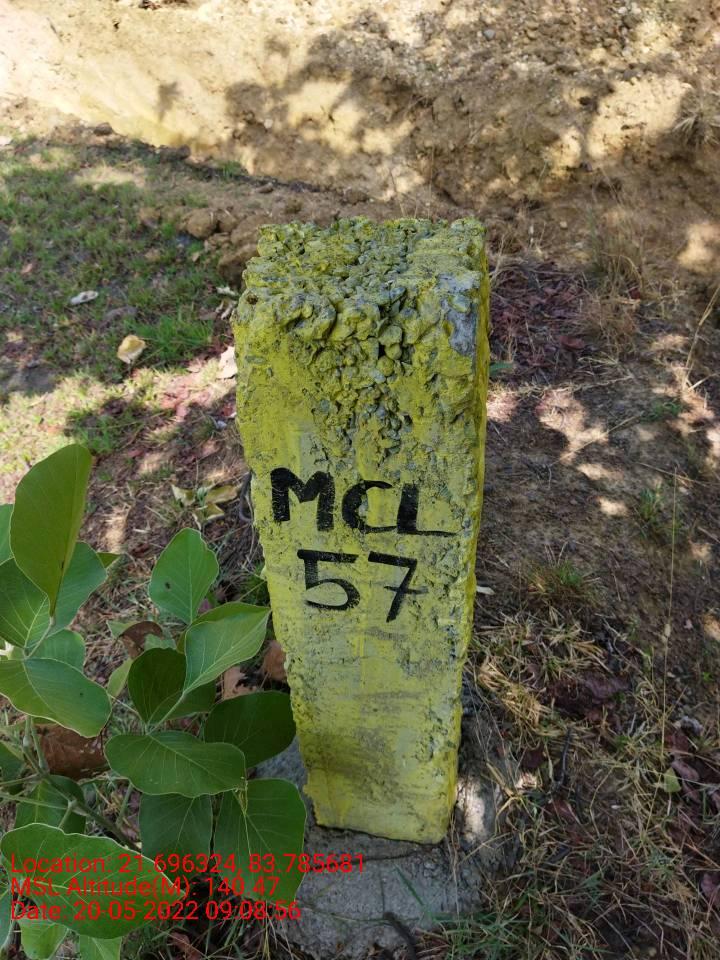 MCL
57
Location: 21.696324, 83.785681
MSL Altitude(M): 140.47
Date: 20-05-2022 09:08:56